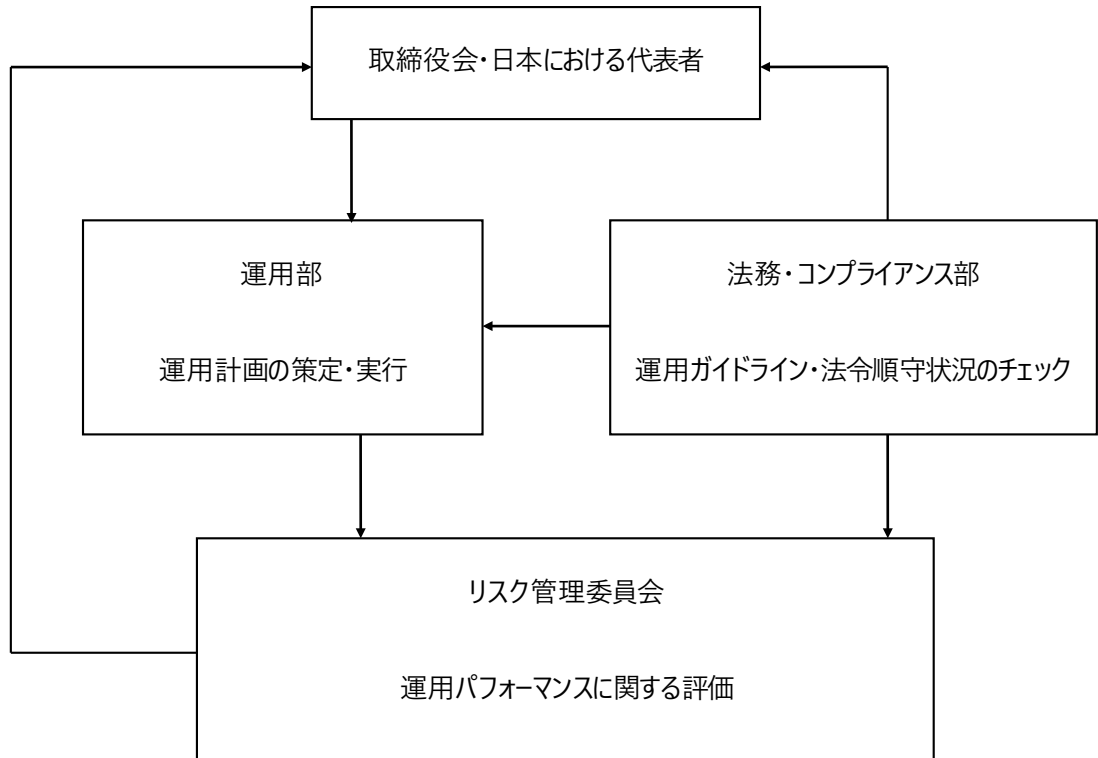 取締役会・日本における代表者
運用部
運用計画の策定・実行
法務・コンプライアンス部
運用ガイドライン・法令順守状況のチェック
リスク管理委員会
運用パフォーマンスに関する評価